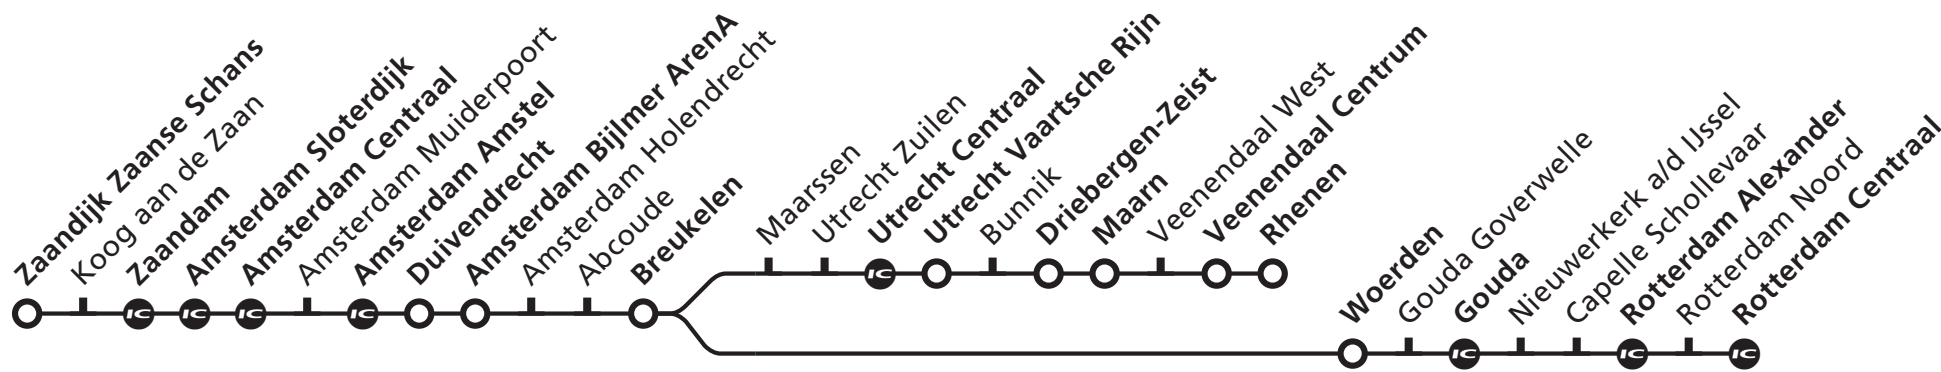 Zaandijk Zaanse Schans
Koog aan de Zaan
Zaandam
Amsterdam Sloterdijk
Amsterdam Centraal
Amsterdam Muiderpoort
Amsterdam Amstel
Duivendrecht
Amsterdam Bijlmer ArenA
Amsterdam Holendrecht
Abcoude
Breukelen
Maarssen
Utrecht Zuilen
Utrecht Centraal
Utrecht Vaartsche Rijn
Bunnik
Driebergen-Zeist
Maarn
Veenendaal West
Veenendaal Centrum
Rhenen
Woerden
Gouda Goverwelle
Gouda
Nieuwerkerk a/d IJssel
Capelle Schollevaar
Rotterdam Alexander
Rotterdam Noord
Rotterdam Centraal
IC
IC
IC
IC
IC
IC
IC
IC